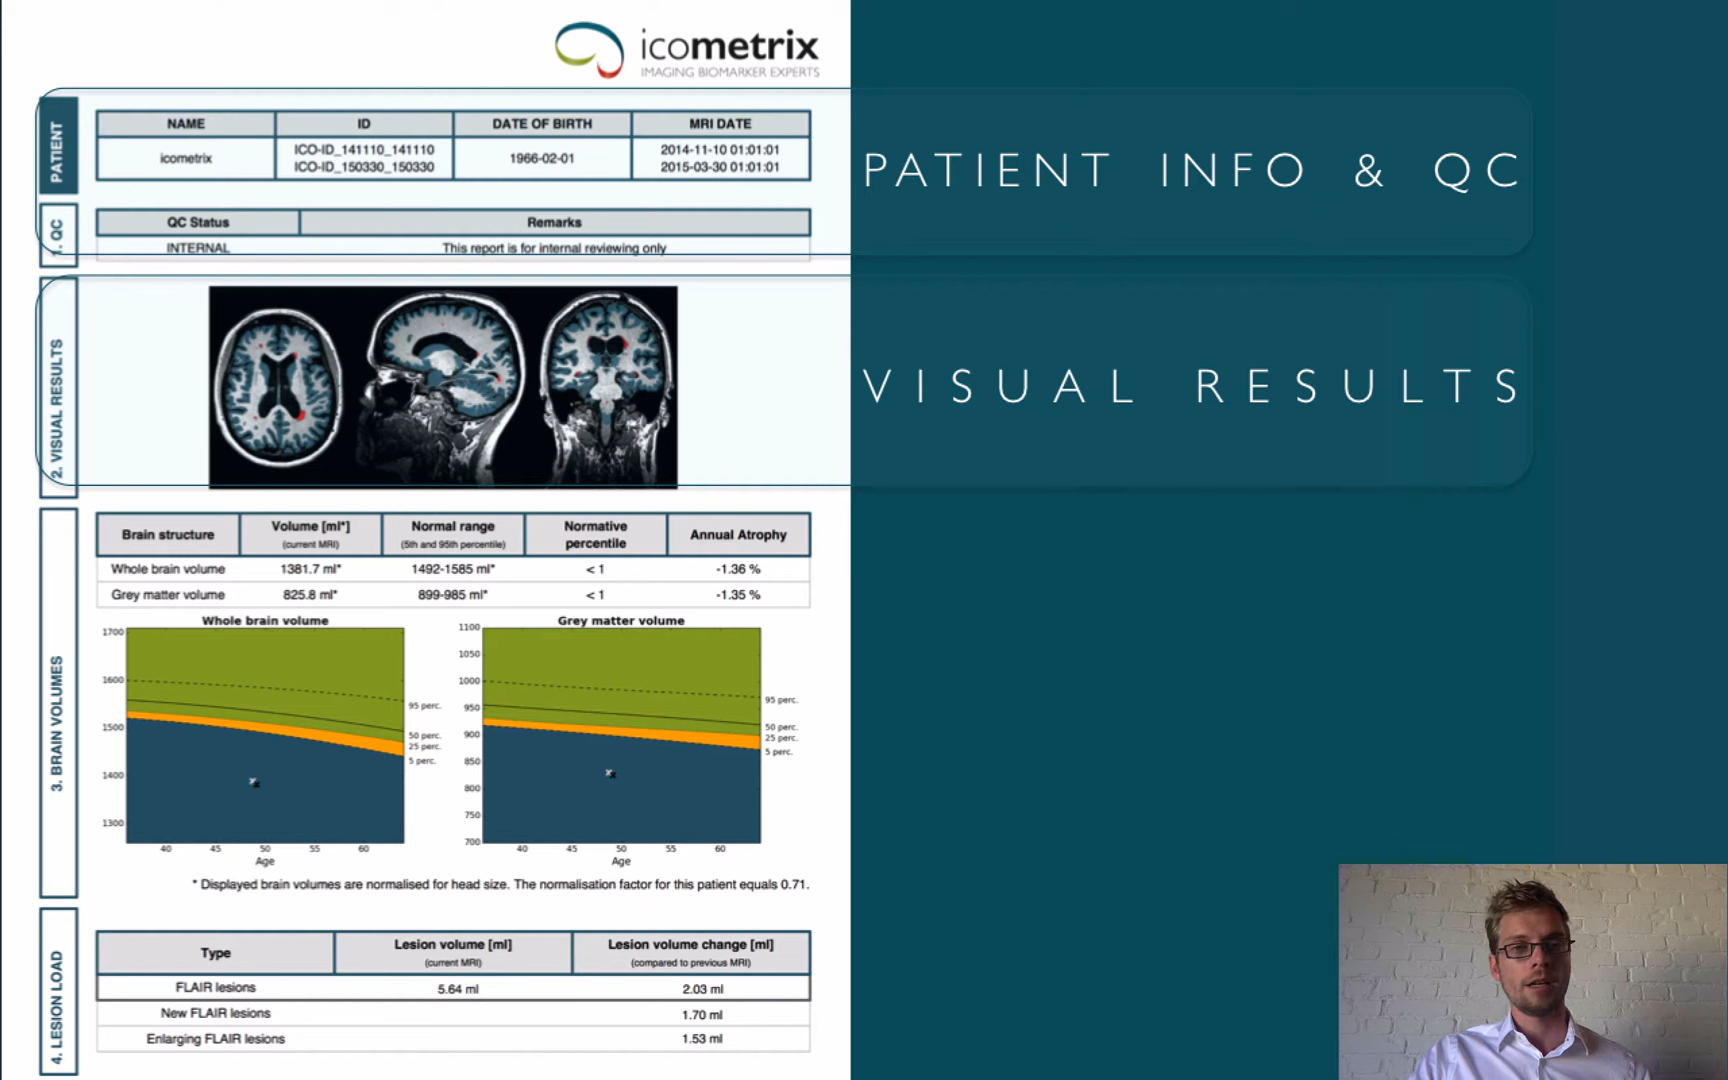 icometrix
IMAGING BIOMARKER EXPERTS
PATIENT
NAME ID DATE OF BIRTH MRI DATE
icometrix ICO-ID_141110_141110 1966-02-01 2014-11-10 01:01:01
ICO-ID_150330_150330 2015-03-30 01:01:01
PATIENT INFO & QC
1. QC
QC Status Remarks
INTERNAL This report is for internal reviewing only
2. VISUAL RESULTS
VISUAL RESULTS
3. BRAIN VOLUMES
Brain structure Volume [ml*] Normal range Normative Annual Atrophy
(current MRI) (5th and 95th percentile) percentile
Whole brain volume 1381.7 ml* 1492-1585 ml* < 1 -1.36 %
Grey matter volume 825.8 ml* 899-985 ml* < 1 -1.35 %
Whole brain volume
1700
1600
1500
1400
1300
95 perc.
50 perc.
25 perc.
5 perc.
40 45 50 55 60
Age
Grey matter volume
1100
1050
1000
950
900
850
800
750
700
95 perc.
50 perc.
25 perc.
5 perc.
40 45 50 55 60
Age
* Displayed brain volumes are normalised for head size. The normalisation factor for this patient equals 0.71.
4. LESION LOAD
Type Lesion volume [ml] Lesion volume change [ml]
(current MRI) (compared to previous MRI)
FLAIR lesions 5.64 ml 2.03 ml
New FLAIR lesions 1.70 ml
Enlarging FLAIR lesions 1.53 ml